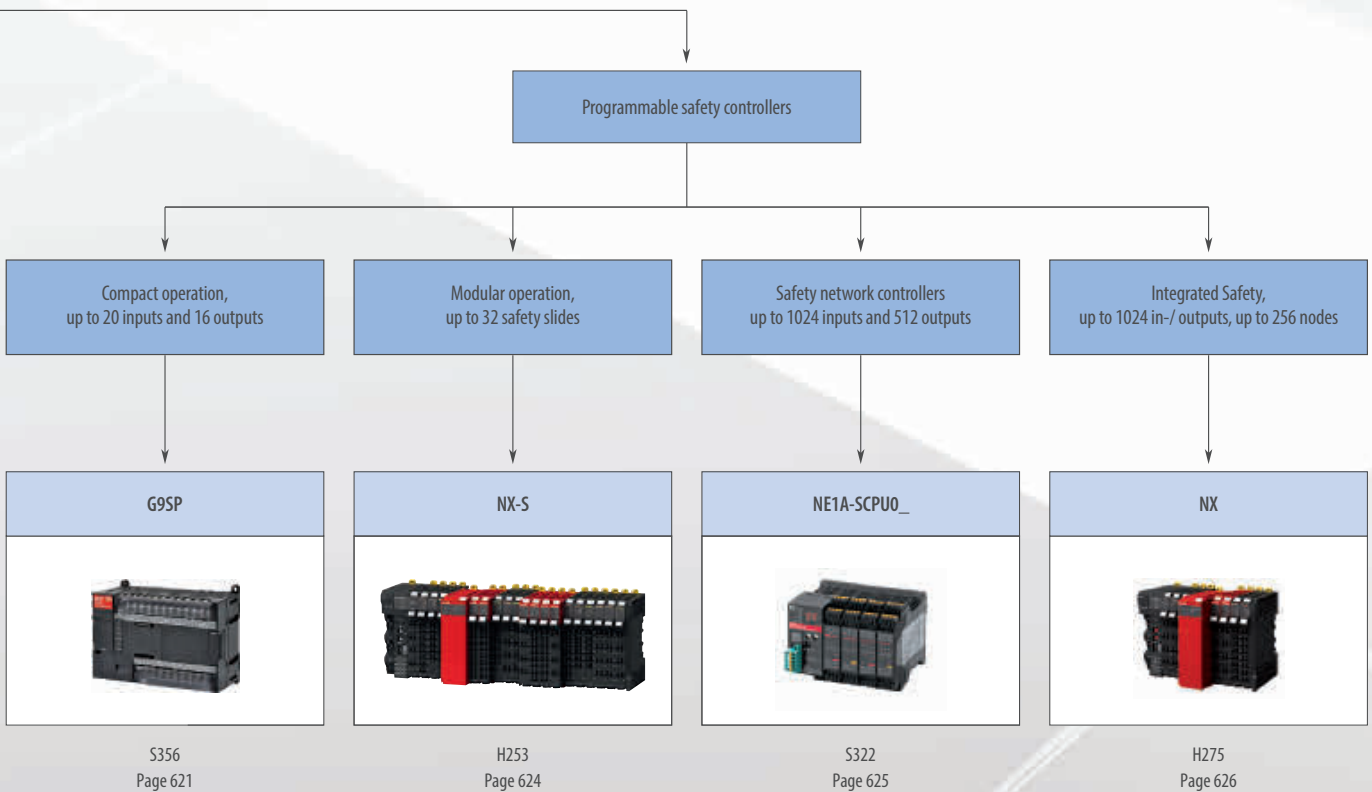 Programmable safety controllers
Compact operation,
up to 20 inputs and 16 outputs
Modular operation,
up to 32 safety slides
Safety network controllers
up to 1024 inputs and 512 outputs
Integrated Safety,
up to 1024 in-/ outputs, up to 256 nodes
G9SP
NX-S
NE1A-SCPU0_
NX
S356
Page 621
H253
Page 624
S322
Page 625
H275
Page 626